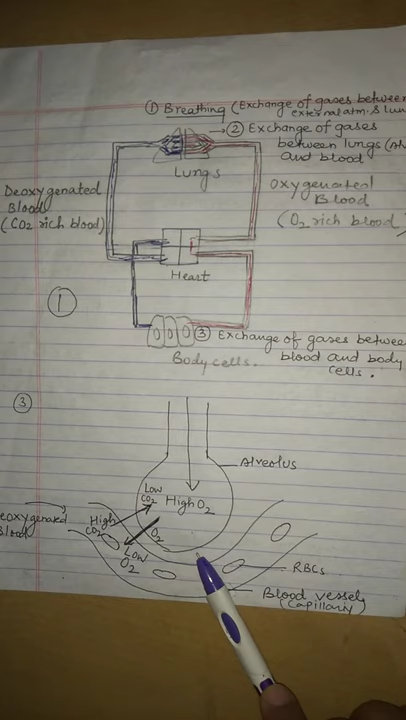 ① Breathing (Exchange of gases between
external atm. & lun
→② Exchange of gases
between lungs (Al
and blood
Lungs
Deoxygenated
Blood
(CO2 rich blood)
Oxygenated
Blood
(O2 rich blood)
Heart
①
③ Exchange of gases betwee
blood and body
cells.
Body cells.
③
Alveolus
Low
CO2
High O2
eoxygenated
Blood
High
CO2
O2
Low
O2
RBCs
Blood vessel
(Capillary)